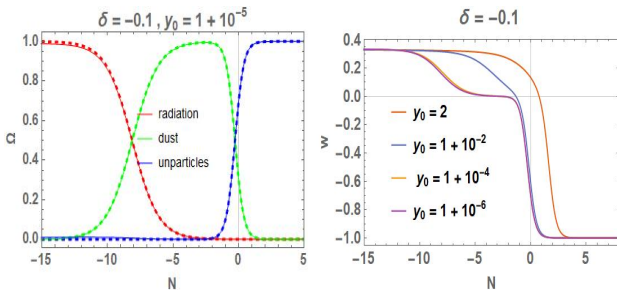 δ = −0.1 , y₀ = 1 + 10⁻⁵
1.0
0.8
0.6
0.4
0.2
0.0
Ω
radiation
dust
unparticles
−15
−10
−5
0
5
N
δ = −0.1
0.4
0.2
0.0
−0.2
−0.4
−0.6
−0.8
−1.0
w
y₀ = 2
y₀ = 1 + 10⁻²
y₀ = 1 + 10⁻⁴
y₀ = 1 + 10⁻⁶
−15
−10
−5
0
5
N